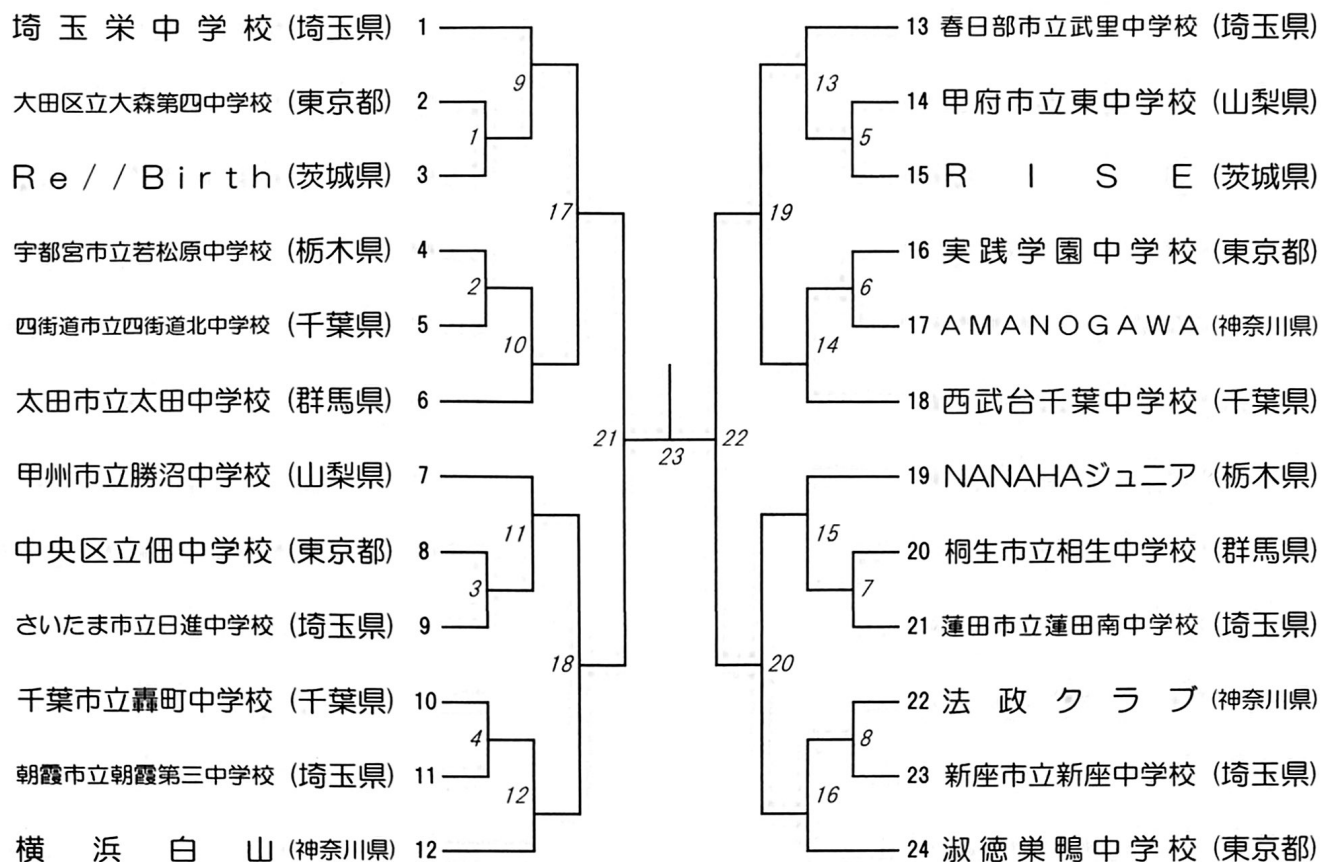 埼玉栄中学校 (埼玉県) 1
大田区立大森第四中学校 (東京都) 2
Re//Birth (茨城県) 3
宇都宮市立若松原中学校 (栃木県) 4
四街道市立四街道北中学校 (千葉県) 5
太田市立太田中学校 (群馬県) 6
甲州市立勝沼中学校 (山梨県) 7
中央区立佃中学校 (東京都) 8
さいたま市立日進中学校 (埼玉県) 9
千葉市立轟町中学校 (千葉県) 10
朝霞市立朝霞第三中学校 (埼玉県) 11
横浜白山 (神奈川県) 12
9
1
17
2
10
21
11
3
18
4
12
23
13
5
19
6
14
22
15
7
20
8
16
13 春日部市立武里中学校 (埼玉県)
14 甲府市立東中学校 (山梨県)
15 RISE (茨城県)
16 実践学園中学校 (東京都)
17 AMANOGAWA (神奈川県)
18 西武台千葉中学校 (千葉県)
19 NANAHAジュニア (栃木県)
20 桐生市立相生中学校 (群馬県)
21 蓮田市立蓮田南中学校 (埼玉県)
22 法政クラブ (神奈川県)
23 新座市立新座中学校 (埼玉県)
24 淑徳巣鴨中学校 (東京都)